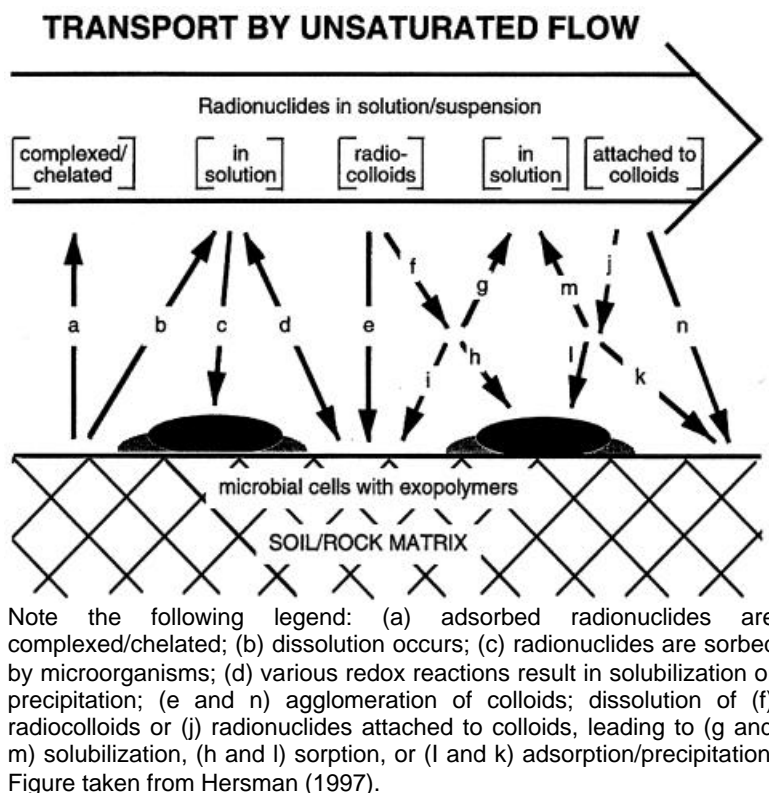 TRANSPORT BY UNSATURATED FLOW
Radionuclides in solution/suspension
complexed/
chelated
in
solution
radio-
colloids
in
solution
attached to
colloids
a
b
c
d
e
f
g
h
i
j
k
l
m
n
microbial cells with exopolymers
SOIL/ROCK MATRIX
Note the following legend: (a) adsorbed radionuclides are
complexed/chelated; (b) dissolution occurs; (c) radionuclides are sorbed
by microorganisms; (d) various redox reactions result in solubilization o
precipitation; (e and n) agglomeration of colloids; dissolution of (f)
radiocolloids or (j) radionuclides attached to colloids, leading to (g and
m) solubilization, (h and l) sorption, or (I and k) adsorption/precipitation
Figure taken from Hersman (1997).